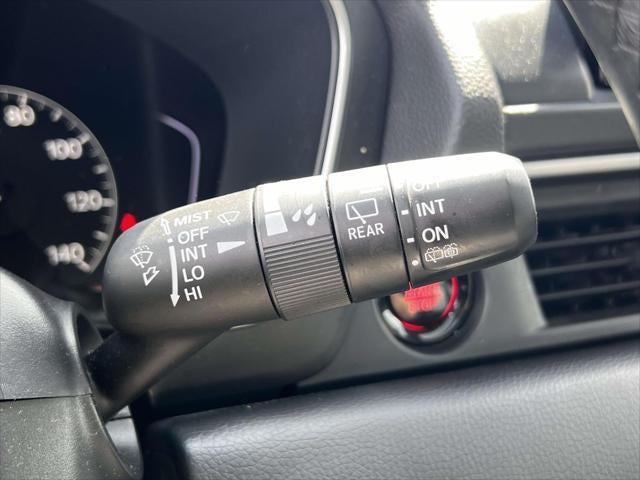 80
100
120
140
MIST
OFF
INT
LO
HI
REAR
OFF
INT
ON